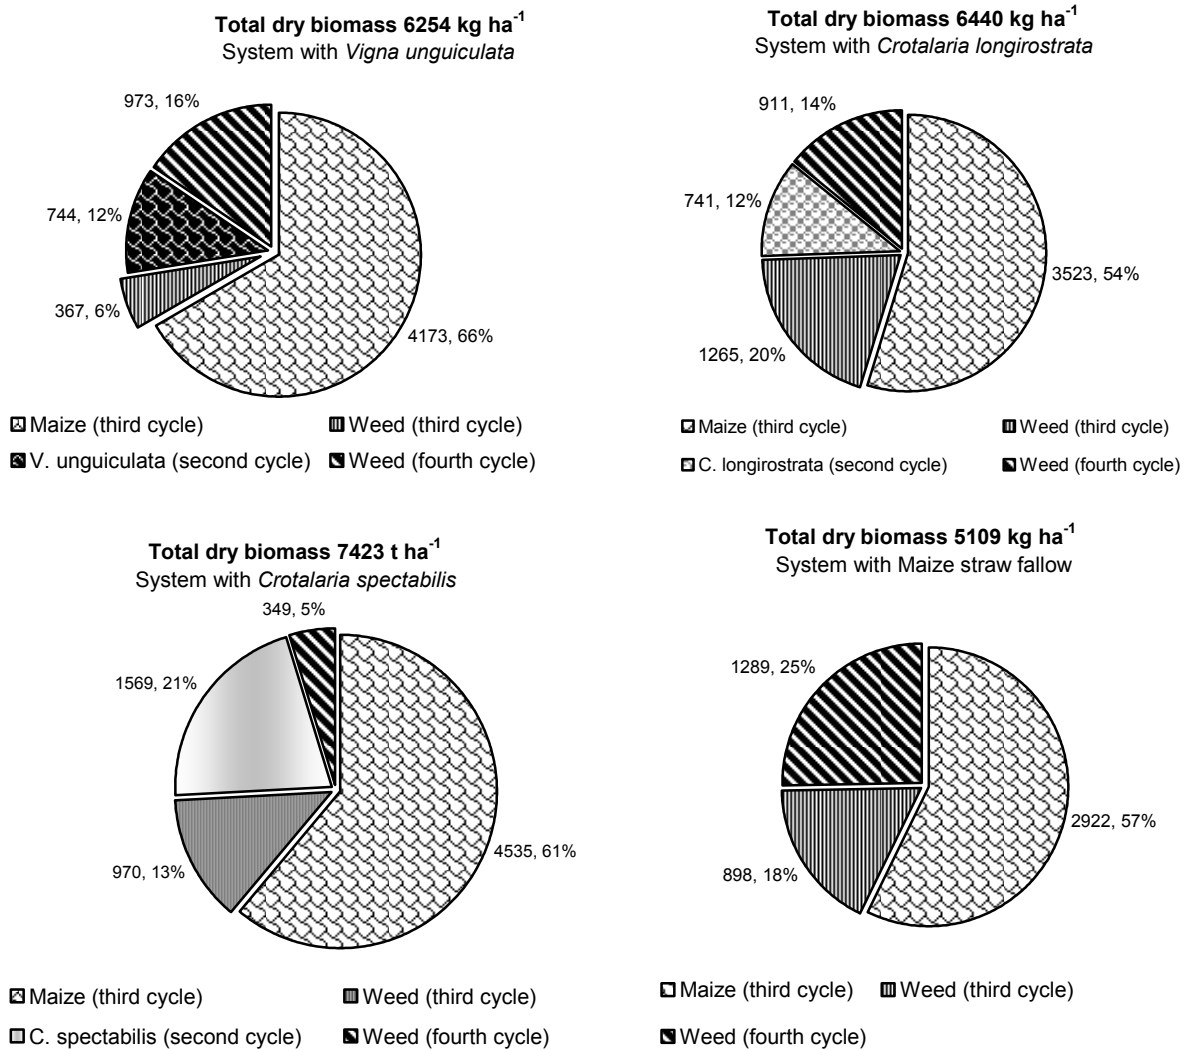 Total dry biomass 6254 kg ha-1
System with Vigna unguiculata
973, 16%
744, 12%
367, 6%
4173, 66%
Maize (third cycle)
Weed (third cycle)
V. unguiculata (second cycle)
Weed (fourth cycle)
Total dry biomass 6440 kg ha-1
System with Crotalaria longirostrata
911, 14%
741, 12%
3523, 54%
1265, 20%
Maize (third cycle)
Weed (third cycle)
C. longirostrata (second cycle)
Weed (fourth cycle)
Total dry biomass 7423 t ha-1
System with Crotalaria spectabilis
349, 5%
1569, 21%
4535, 61%
970, 13%
Maize (third cycle)
Weed (third cycle)
C. spectabilis (second cycle)
Weed (fourth cycle)
Total dry biomass 5109 kg ha-1
System with Maize straw fallow
1289, 25%
2922, 57%
898, 18%
Maize (third cycle)
Weed (third cycle)
Weed (fourth cycle)